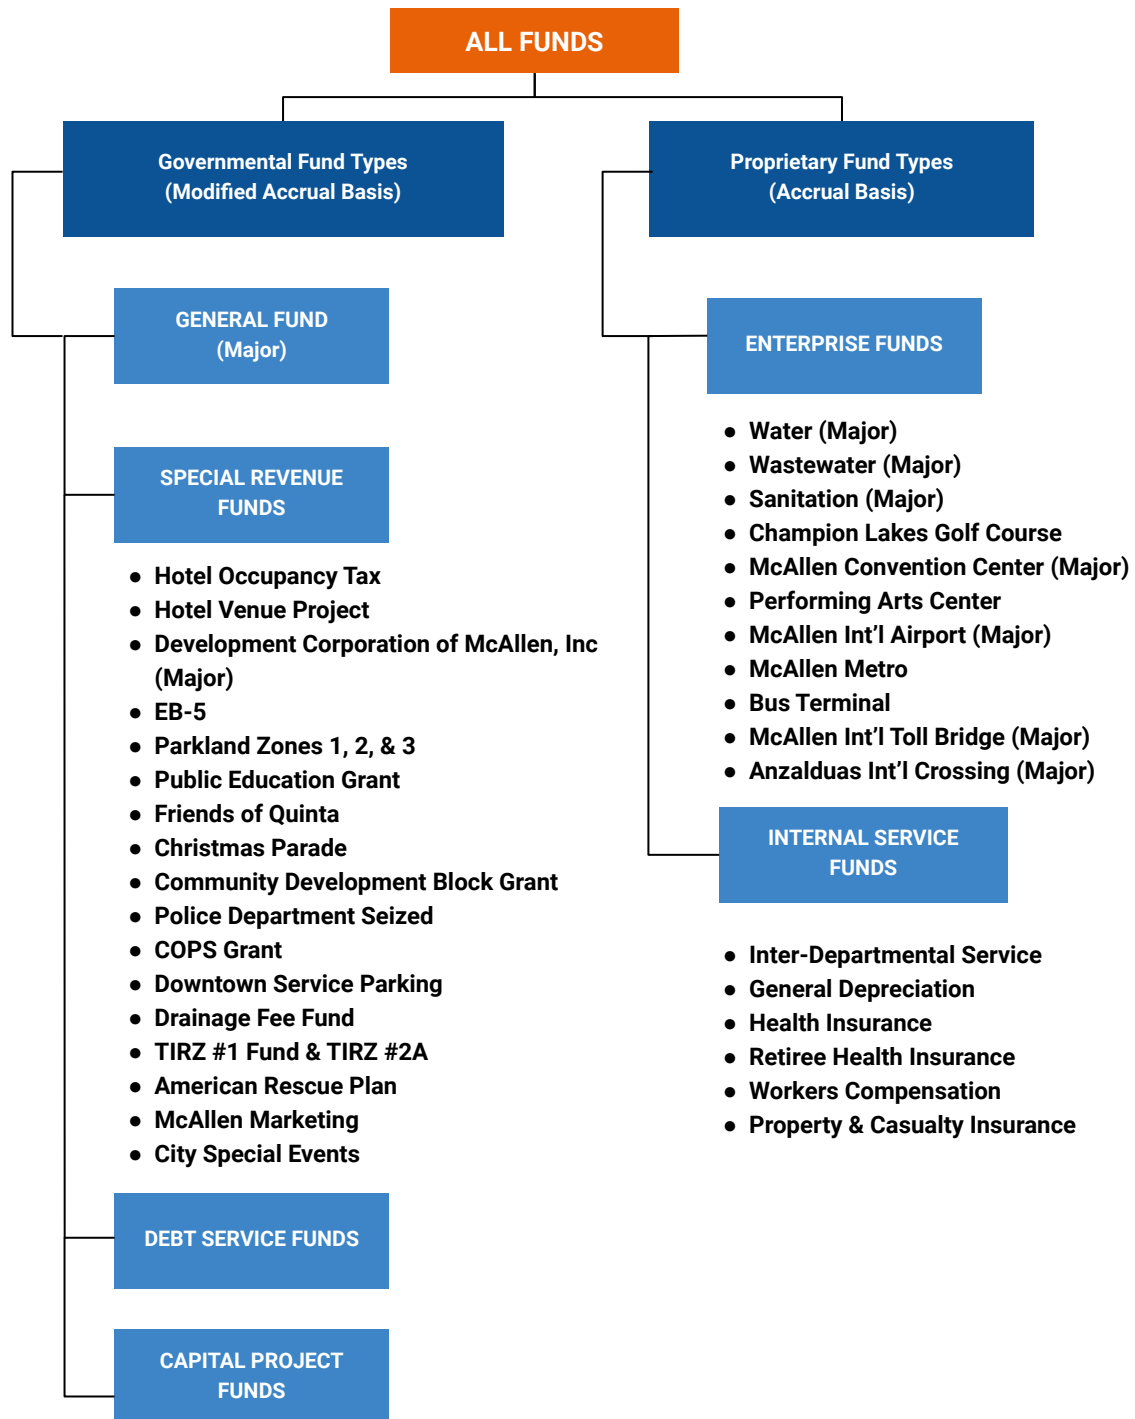 ALL FUNDS
Governmental Fund Types
(Modified Accrual Basis)
GENERAL FUND
(Major)
SPECIAL REVENUE
FUNDS
● Hotel Occupancy Tax
● Hotel Venue Project
● Development Corporation of McAllen, Inc
(Major)
● EB-5
● Parkland Zones 1, 2, & 3
● Public Education Grant
● Friends of Quinta
● Christmas Parade
● Community Development Block Grant
● Police Department Seized
● COPS Grant
● Downtown Service Parking
● Drainage Fee Fund
● TIRZ #1 Fund & TIRZ #2A
● American Rescue Plan
● McAllen Marketing
● City Special Events
DEBT SERVICE FUNDS
CAPITAL PROJECT
FUNDS
Proprietary Fund Types
(Accrual Basis)
ENTERPRISE FUNDS
● Water (Major)
● Wastewater (Major)
● Sanitation (Major)
● Champion Lakes Golf Course
● McAllen Convention Center (Major)
● Performing Arts Center
● McAllen Int’l Airport (Major)
● McAllen Metro
● Bus Terminal
● McAllen Int’l Toll Bridge (Major)
● Anzalduas Int’l Crossing (Major)
INTERNAL SERVICE
FUNDS
● Inter-Departmental Service
● General Depreciation
● Health Insurance
● Retiree Health Insurance
● Workers Compensation
● Property & Casualty Insurance